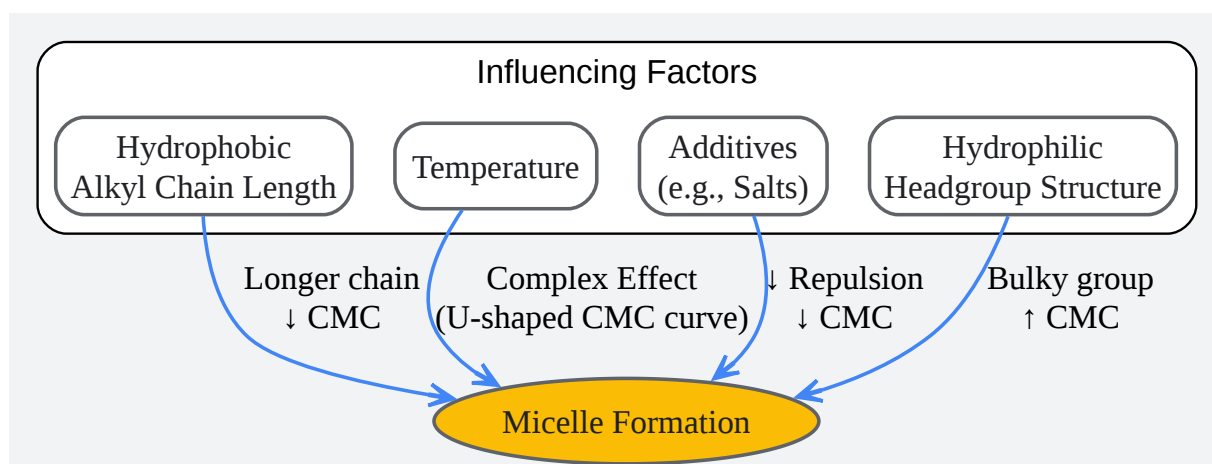 Influencing Factors
Hydrophobic
Alkyl Chain Length
Temperature
Additives
(e.g., Salts)
Hydrophilic
Headgroup Structure
Longer chain
↓ CMC
Complex Effect
(U-shaped CMC curve)
↓ Repulsion
↓ CMC
Bulky group
↑ CMC
Micelle Formation